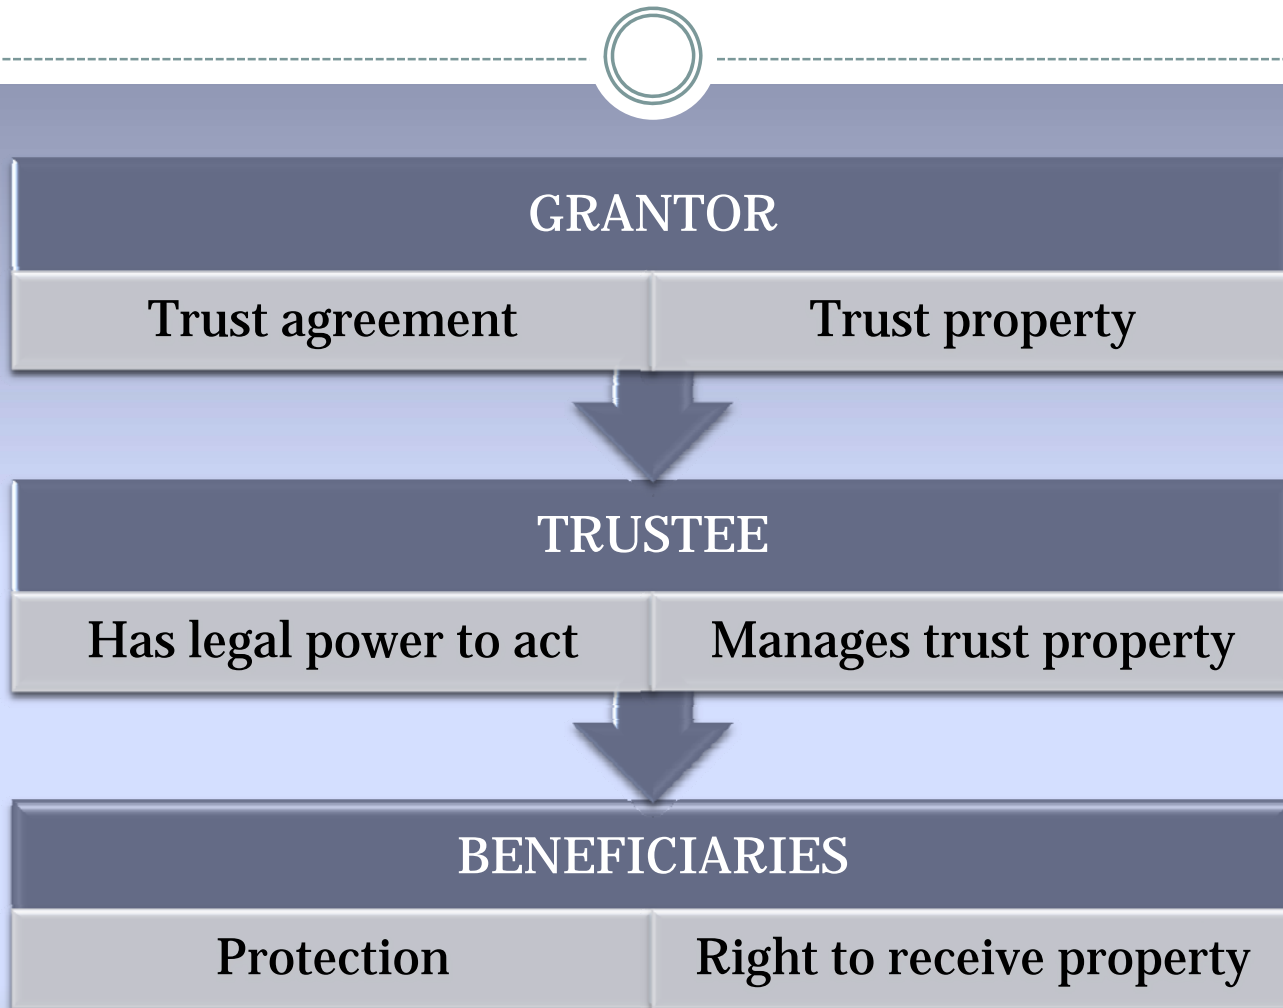 GRANTOR
Trust agreement Trust property
TRUSTEE
Has legal power to act Manages trust property
BENEFICIARIES
Protection Right to receive property